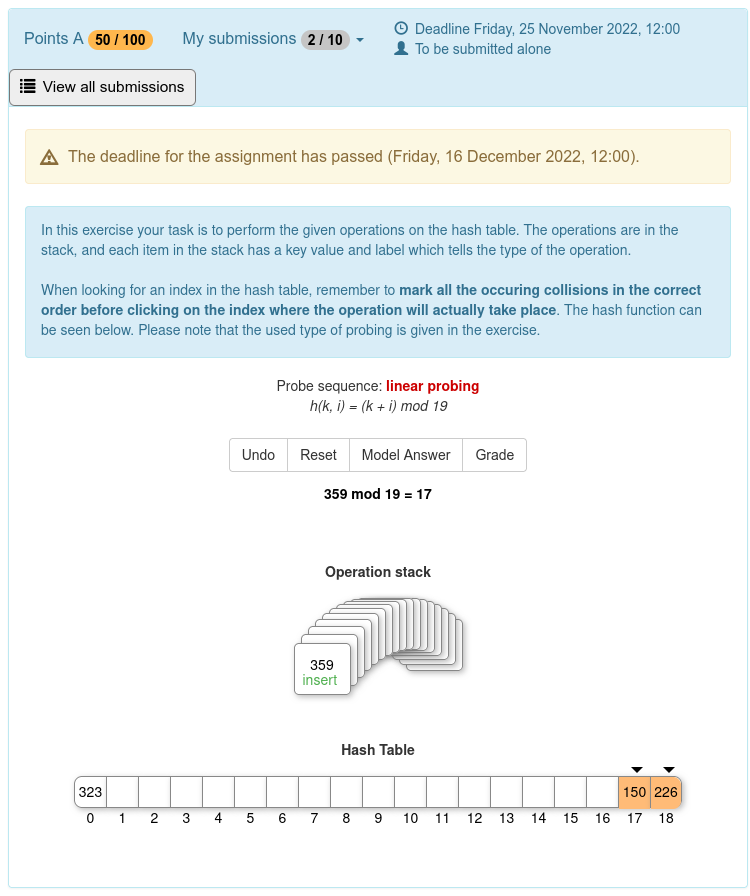 Points A 50 / 100 My submissions 2 / 10
Deadline Friday, 25 November 2022, 12:00
To be submitted alone
View all submissions
The deadline for the assignment has passed (Friday, 16 December 2022, 12:00).
In this exercise your task is to perform the given operations on the hash table. The operations are in the
stack, and each item in the stack has a key value and label which tells the type of the operation.
When looking for an index in the hash table, remember to mark all the occuring collisions in the correct
order before clicking on the index where the operation will actually take place. The hash function can
be seen below. Please note that the used type of probing is given in the exercise.
Probe sequence: linear probing
h(k, i) = (k + i) mod 19
Undo Reset Model Answer Grade
359 mod 19 = 17
Operation stack
359
insert
Hash Table
323 150 226
0 1 2 3 4 5 6 7 8 9 10 11 12 13 14 15 16 17 18